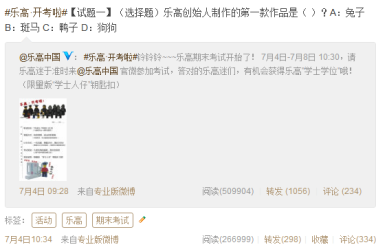 #乐高·开考啦#【试题一】（选择题）乐高创始人制作的第一款作品是（ ）？A：兔子
B：斑马 C：鸭子 D：狗狗
@乐高中国：#乐高·开考啦#铃铃铃~~~乐高期末考试开始了！ 7月4日-7月8日 10:30，请
乐高迷于准时来@乐高中国 官微参加考试，答对的乐高迷们，有机会获得乐高“学士学位”哦！
（限量版“学士人仔”钥匙扣）
7月4日 09:28 来自专业版微博 阅读(509904) 转发 (1056) 评论 (234)
标签： 活动 乐高 期末考试
7月4日10:34 来自专业版微博 阅读(266999) 转发(298) 收藏 评论(334)